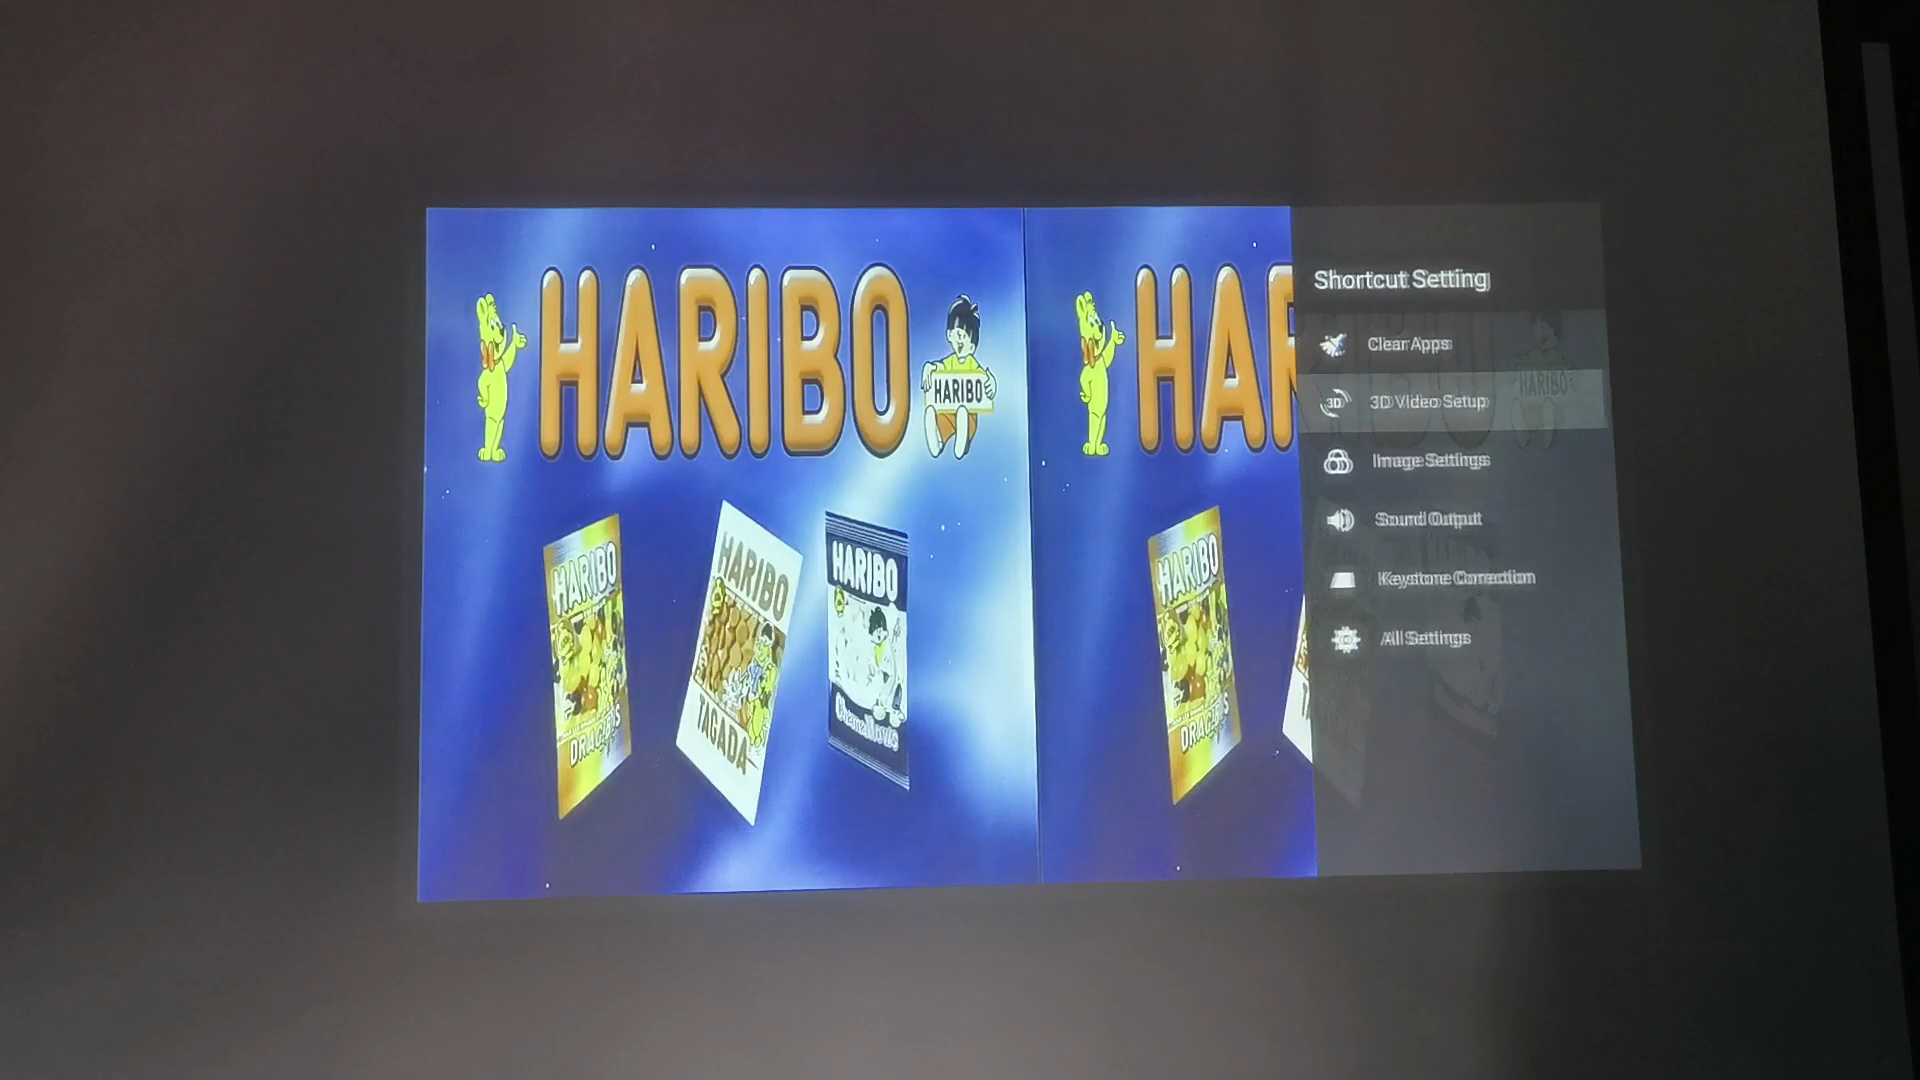 HARIBO
HARIBO
HARIBO
DRAGIBUS
HARIBO
TAGADA
HARIBO
HAR
HARIBO
Shortcut Setting
Clear Apps
3D
3D Video Setup
HARIBO
Image Settings
Sound Output
Keystone Correction
All Settings